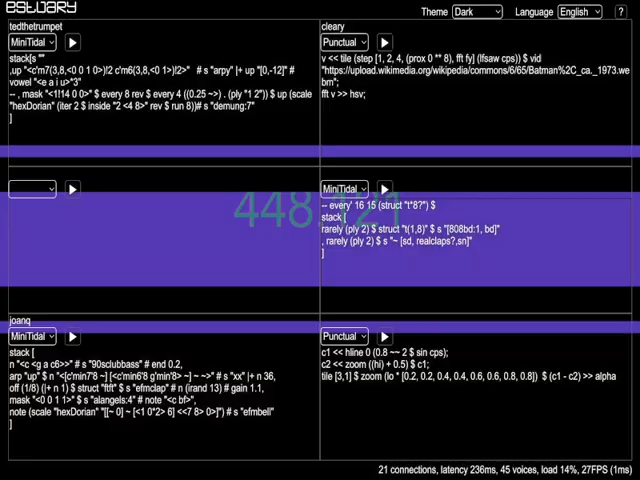 estuary
Theme Dark Language English ?
tedthetrumpet
MiniTidal
stack[s ""
,up "<c'm7(3,8,<0 0 1 0>)!2 c'm6(3,8,<0 1>)!2>" # s "arpy" |+ up "[0,-12]" #
vowel "<e a i u>*3"
-- , mask "<1!14 0 0>" $ every 8 rev $ every 4 ((0.25 ~>) . (ply "1 2")) $ up (scale
"hexDorian" (iter 2 $ inside "2 <4 8>" rev $ run 8))# s "demung:7"
]
cleary
Punctual
v << tile (step [1, 2, 4, (prox 0 ** 8), fft fy] (lfsaw cps)) $ vid
"https://upload.wikimedia.org/wikipedia/commons/6/65/Batman%2C_ca._1973.we
bm";
fft v >> hsv;
448.121
MiniTidal
-- every' 16 15 (struct "t*8?") $
stack [
rarely (ply 2) $ struct "t(1,8)" $ s "[808bd:1, bd]"
, rarely (ply 2) $ s "~ [sd, realclaps?,sn]"
]
joanq
MiniTidal
stack [
n "<c <g a c6>>" # s "90sclubbass" # end 0.2,
arp "up" $ n "<[c'min7'8 ~] [<c'min6'8 g'min'8> ~] ~ ~>" # s "xx" |+ n 36,
off (1/8) (|+ n 1) $ struct "ftft" $ s "efmclap" # n (irand 13) # gain 1.1,
mask "<0 0 1 1>" $ s "alangels:4" # note "<c bf>",
note (scale "hexDorian" "[[~ 0] ~ [<1 0*2> 6] <<7 8> 0>]") # s "efmbell"
]
Punctual
c1 << hline 0 (0.8 ~~ 2 $ sin cps);
c2 << zoom ((hi) + 0.5) $ c1;
tile [3,1] $ zoom (lo * [0.2, 0.2, 0.4, 0.4, 0.6, 0.6, 0.8, 0.8]) $ (c1 - c2) >> alpha
21 connections, latency 236ms, 45 voices, load 14%, 27FPS (1ms)